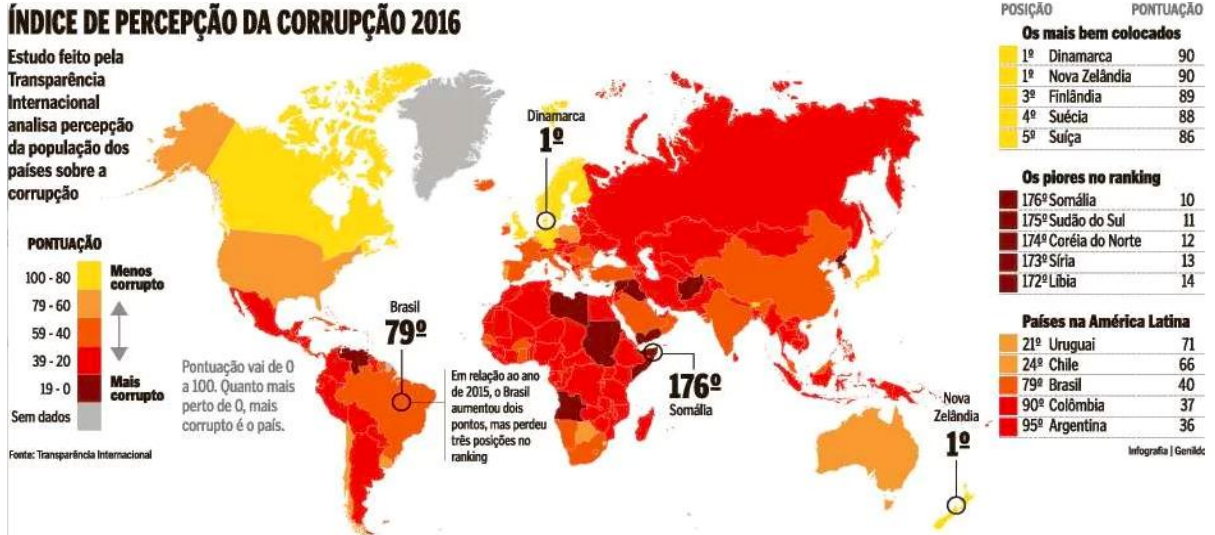 ÍNDICE DE PERCEPÇÃO DA CORRUPÇÃO 2016
Estudo feito pela
Transparência
Internacional
analisa percepção
da população dos
países sobre a
corrupção
PONTUAÇÃO
100 - 80
79 - 60
59 - 40
39 - 20
19 - 0
Sem dados
Menos
corrupto
Mais
corrupto
Fonte: Transparência Internacional
Pontuação vai de 0
a 100. Quanto mais
perto de 0, mais
corrupto é o país.
Brasil
79º
Em relação ao ano
de 2015, o Brasil
aumentou dois
pontos, mas perdeu
três posições no
ranking
Dinamarca
1º
176º
Somália
Nova
Zelândia
1º
POSIÇÃO PONTUAÇÃO
Os mais bem colocados
1º Dinamarca 90
1º Nova Zelândia 90
3º Finlândia 89
4º Suécia 88
5º Suíça 86
Os piores no ranking
176º Somália 10
175º Sudão do Sul 11
174º Coréia do Norte 12
173º Síria 13
172º Líbia 14
Países na América Latina
21º Uruguai 71
24º Chile 66
79º Brasil 40
90º Colômbia 37
95º Argentina 36
Infografia | Genildo